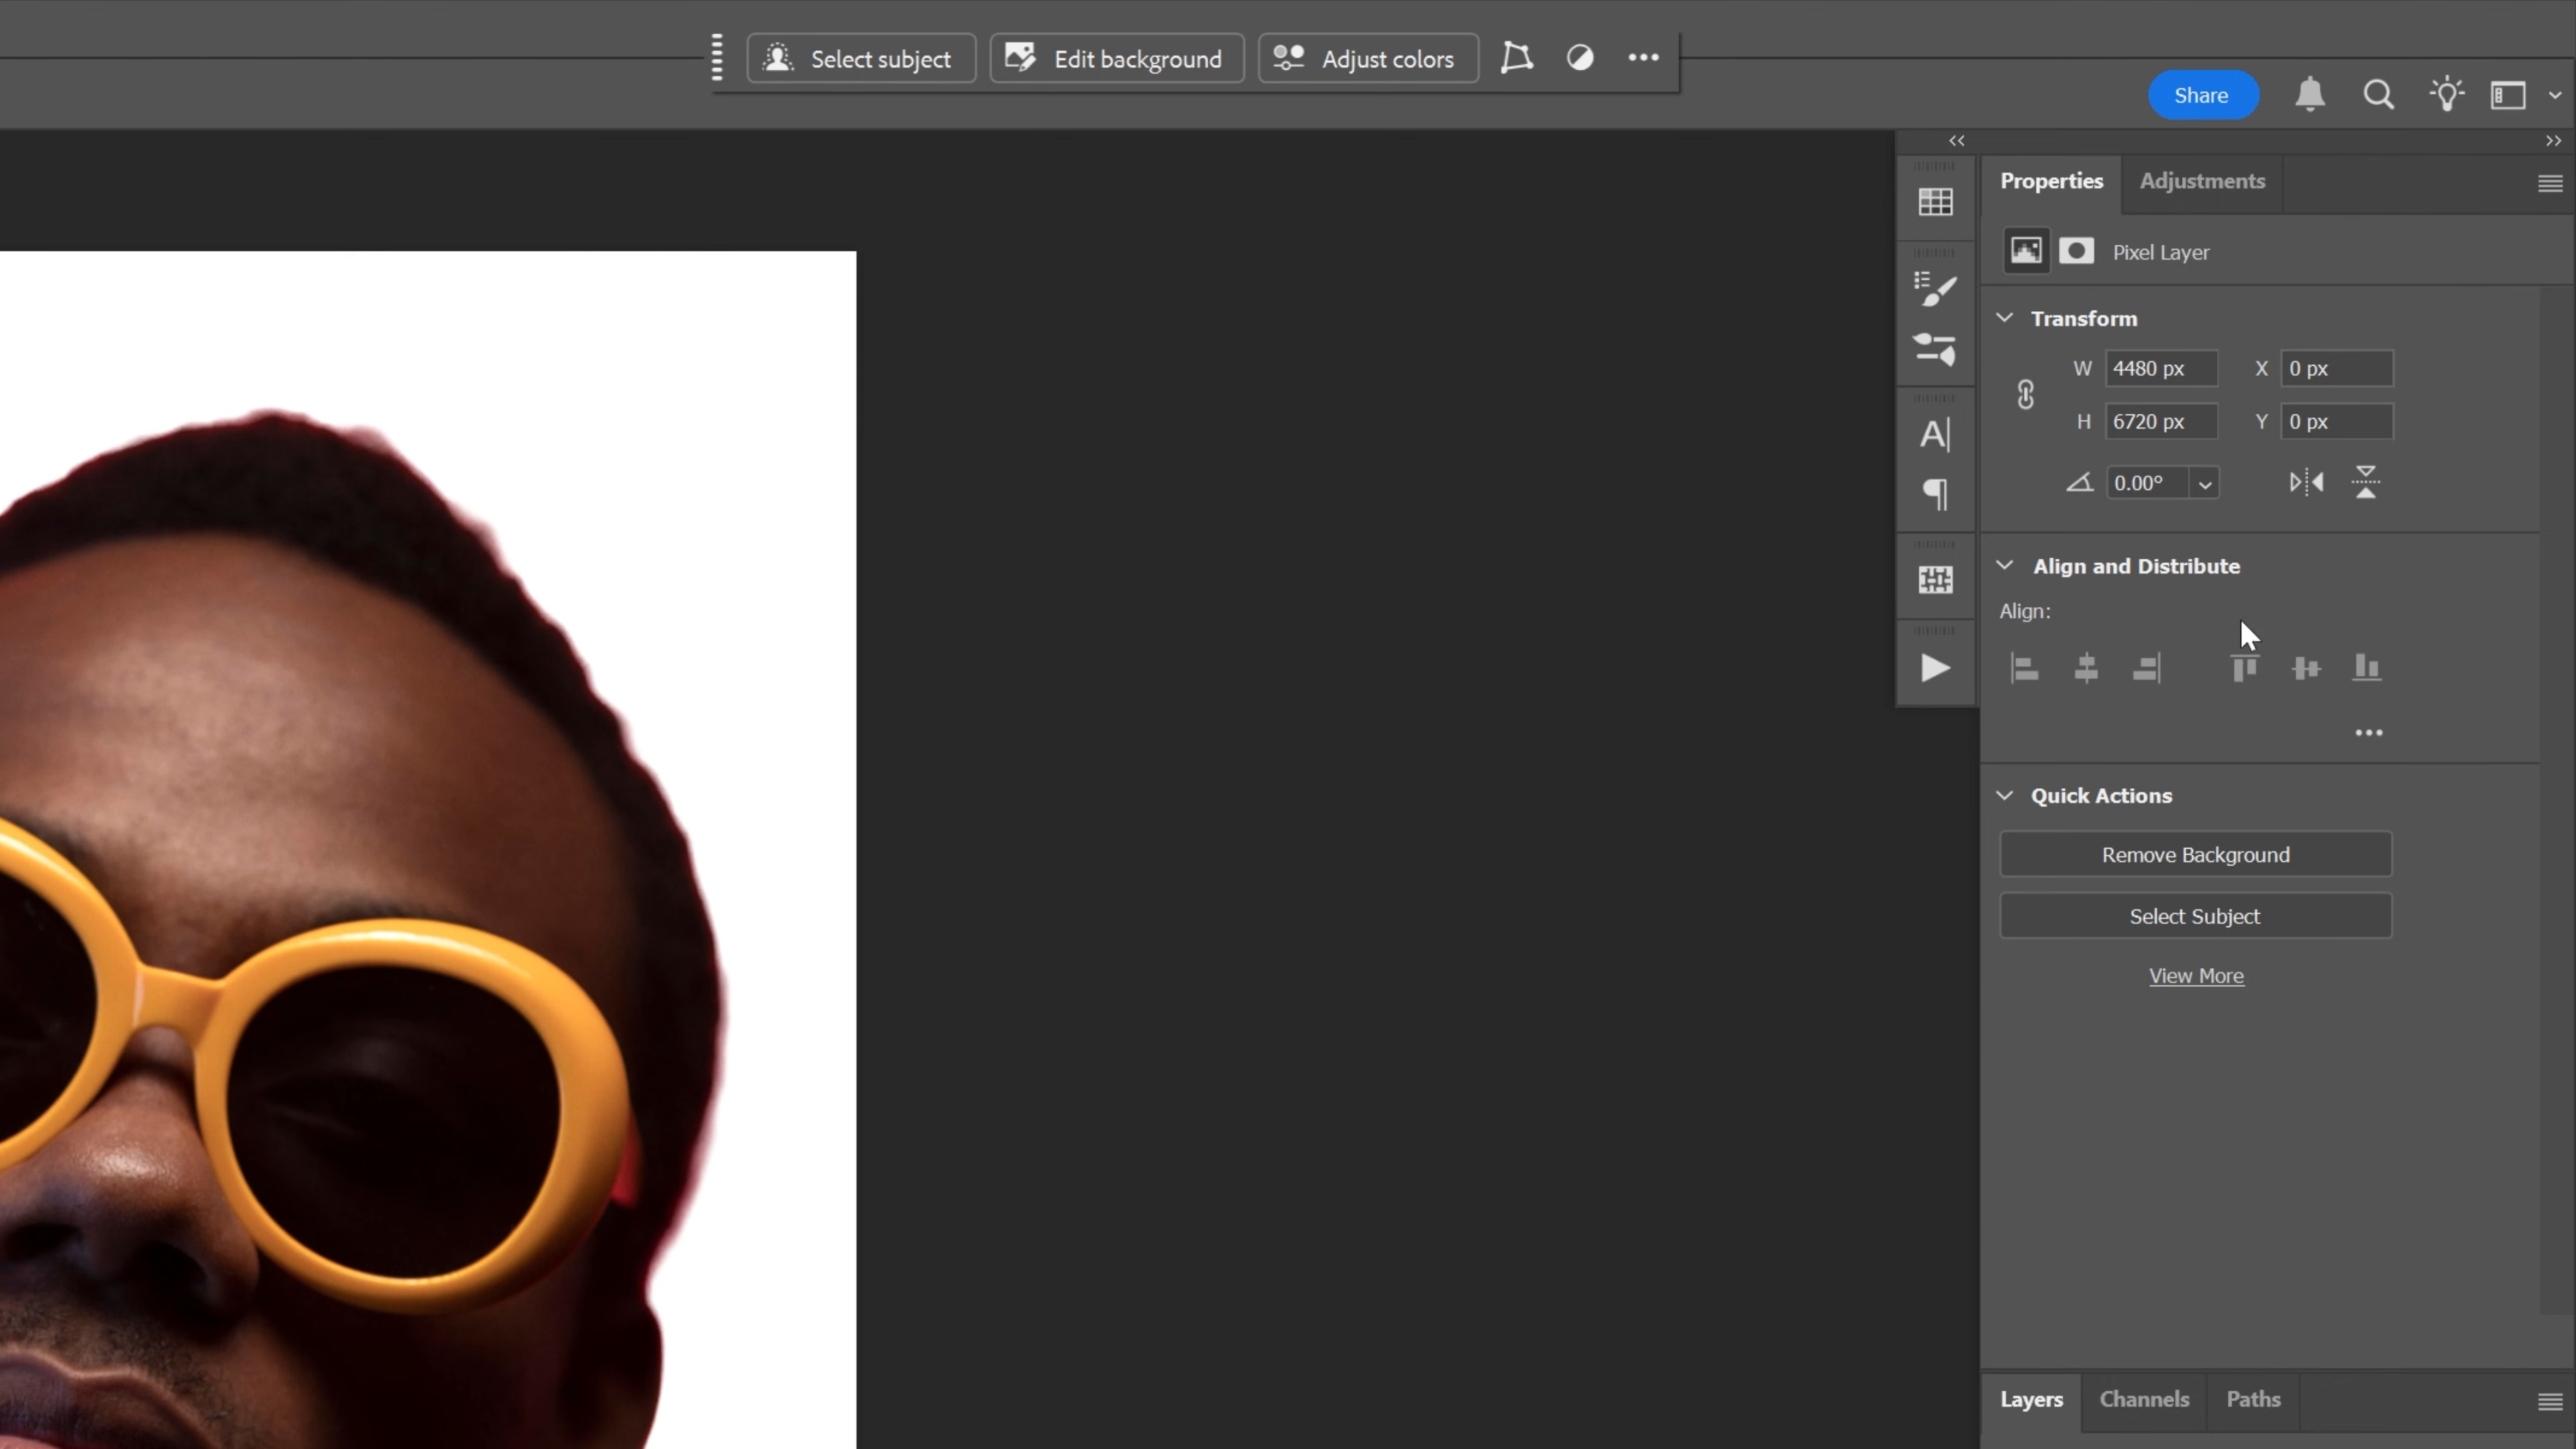 Select subject
Edit background
Adjust colors
Share
Properties
Adjustments
Pixel Layer
Transform
W 4480 px X 0 px
H 6720 px Y 0 px
0.00°
Align and Distribute
Align:
Quick Actions
Remove Background
Select Subject
View More
Layers
Channels
Paths